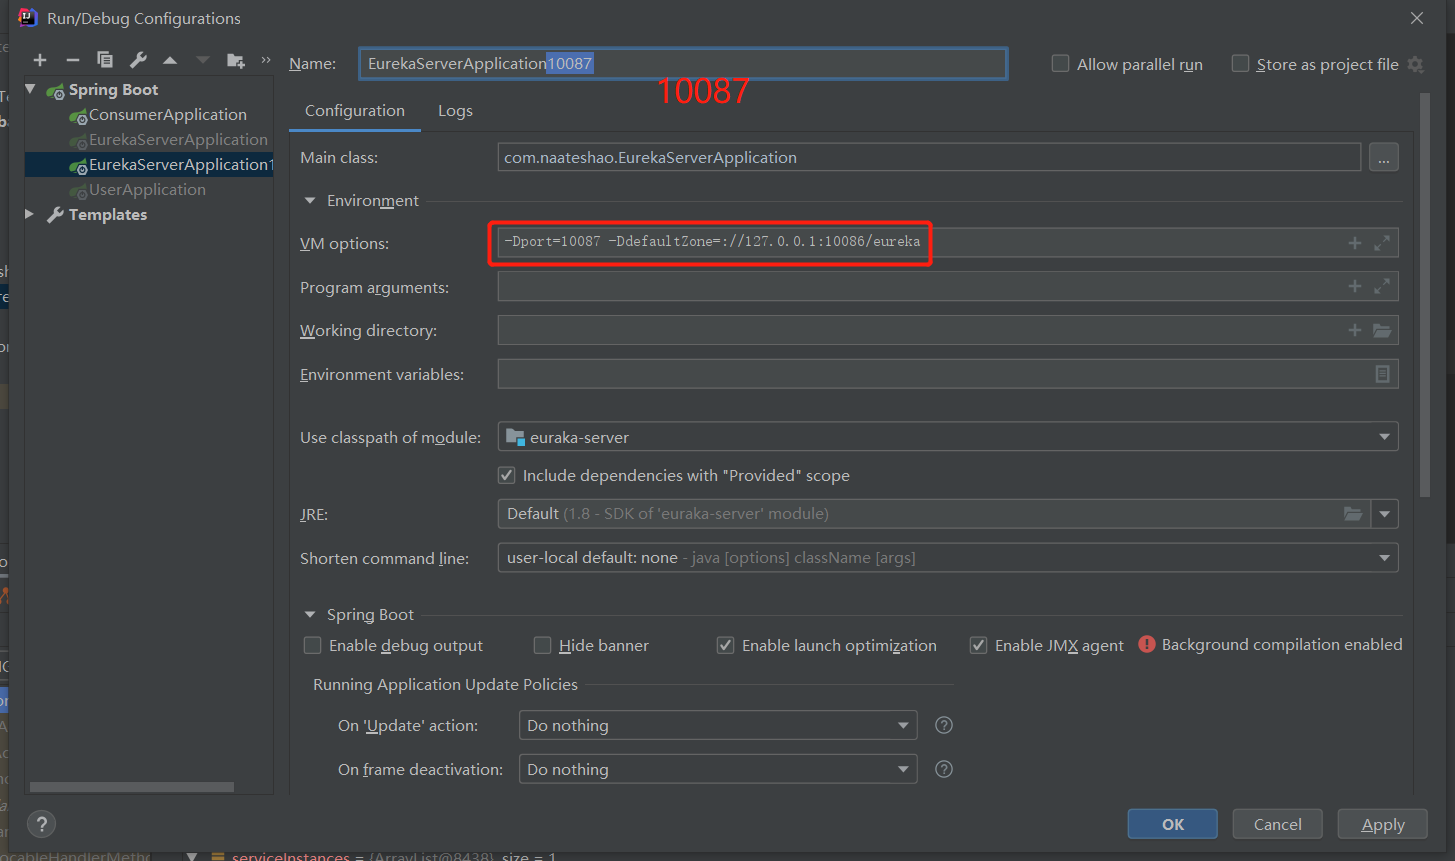 Run/Debug Configurations
Name: EurekaServerApplication10087
Allow parallel run
Store as project file
10087
Spring Boot
ConsumerApplication
EurekaServerApplication
EurekaServerApplication1
UserApplication
Templates
Configuration Logs
Main class: com.naateshao.EurekaServerApplication ...
Environment
VM options: -Dport=10087 -DdefaultZone=://127.0.0.1:10086/eureka
Program arguments:
Working directory:
Environment variables:
Use classpath of module: euraka-server
Include dependencies with "Provided" scope
JRE: Default (1.8 - SDK of 'euraka-server' module)
Shorten command line: user-local default: none - java [options] className [args]
Spring Boot
Enable debug output Hide banner Enable launch optimization Enable JMX agent Background compilation enabled
Running Application Update Policies
On 'Update' action: Do nothing ?
On frame deactivation: Do nothing ?
? OK Cancel Apply
serviceInstances = {ArrayList@8438} size = 1